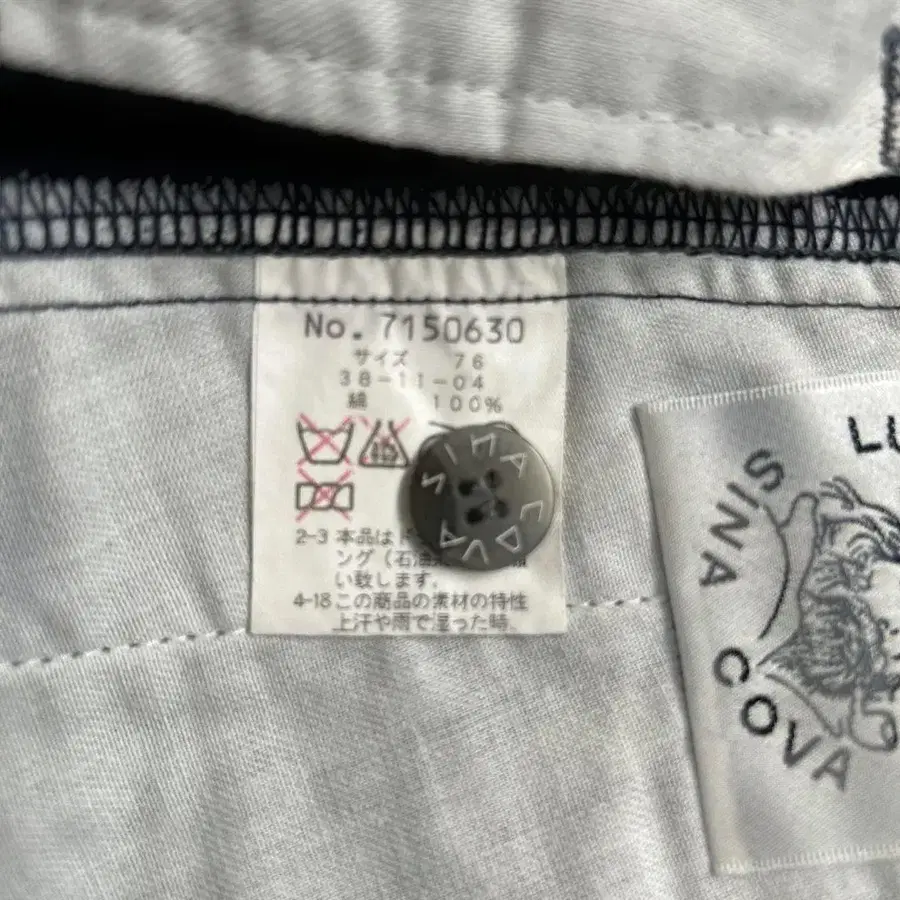 No. 7150630
サイズ 76
38-11-04
綿 100%
2-3 本品は
ング(石油
い致します。
4-18 この商品の素材の特性
上汗や雨で湿った時、
SINA COVA
LU
SINA
COVA